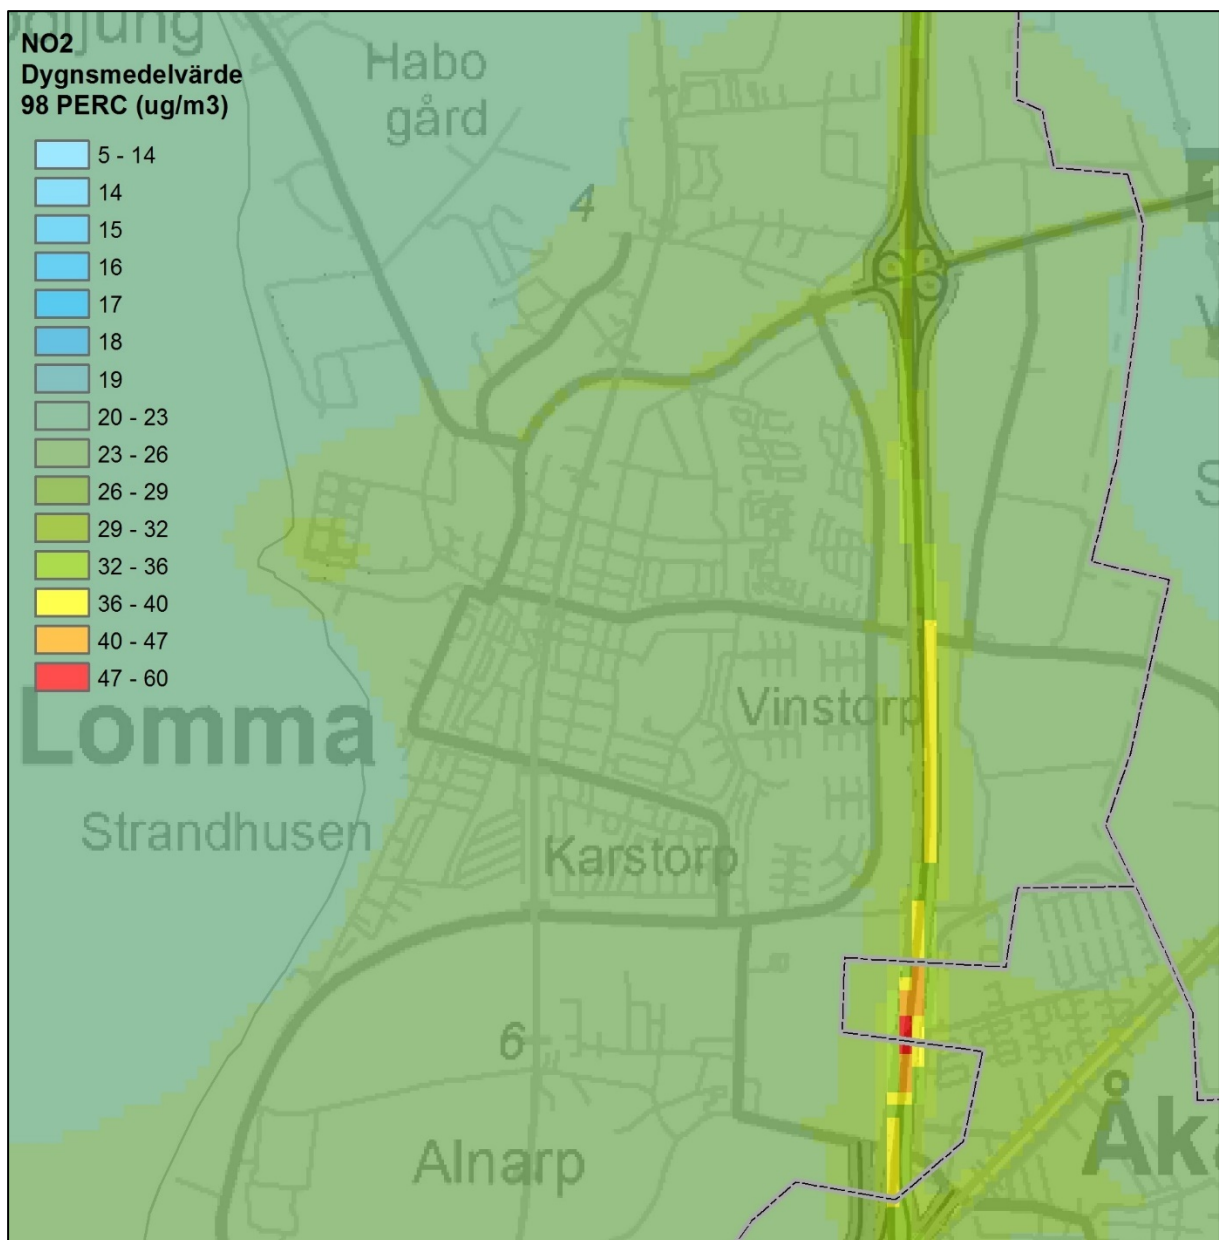 NO2
Dygnsmedelvärde
98 PERC (ug/m3)
5 - 14
14
15
16
17
18
19
20 - 23
23 - 26
26 - 29
29 - 32
32 - 36
36 - 40
40 - 47
47 - 60
Habo
gård
4
Lomma
Strandhusen
Vinstorp
Karstorp
6
Alnarp
Åka